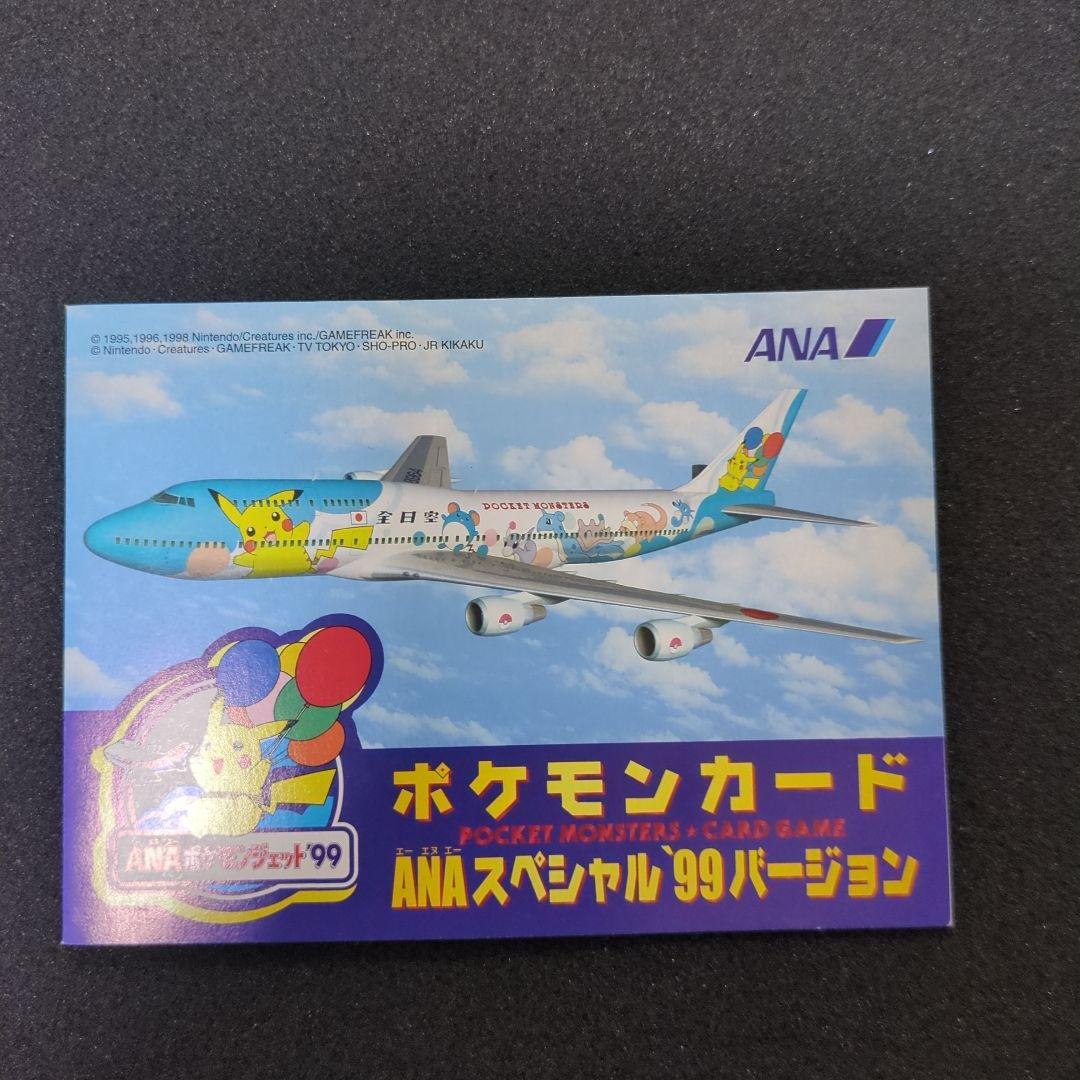 © 1995,1996,1998 Nintendo/Creatures inc./GAMEFREAK inc.
© Nintendo・Creatures・GAMEFREAK・TV TOKYO・SHO-PRO・JR KIKAKU
ANA
POCKET MONSTERS
全日空
ポケモンカード
POCKET MONSTERS★CARD GAME
エー エヌ エー
ANAスペシャル'99バージョン
ANAポケモンジェット'99